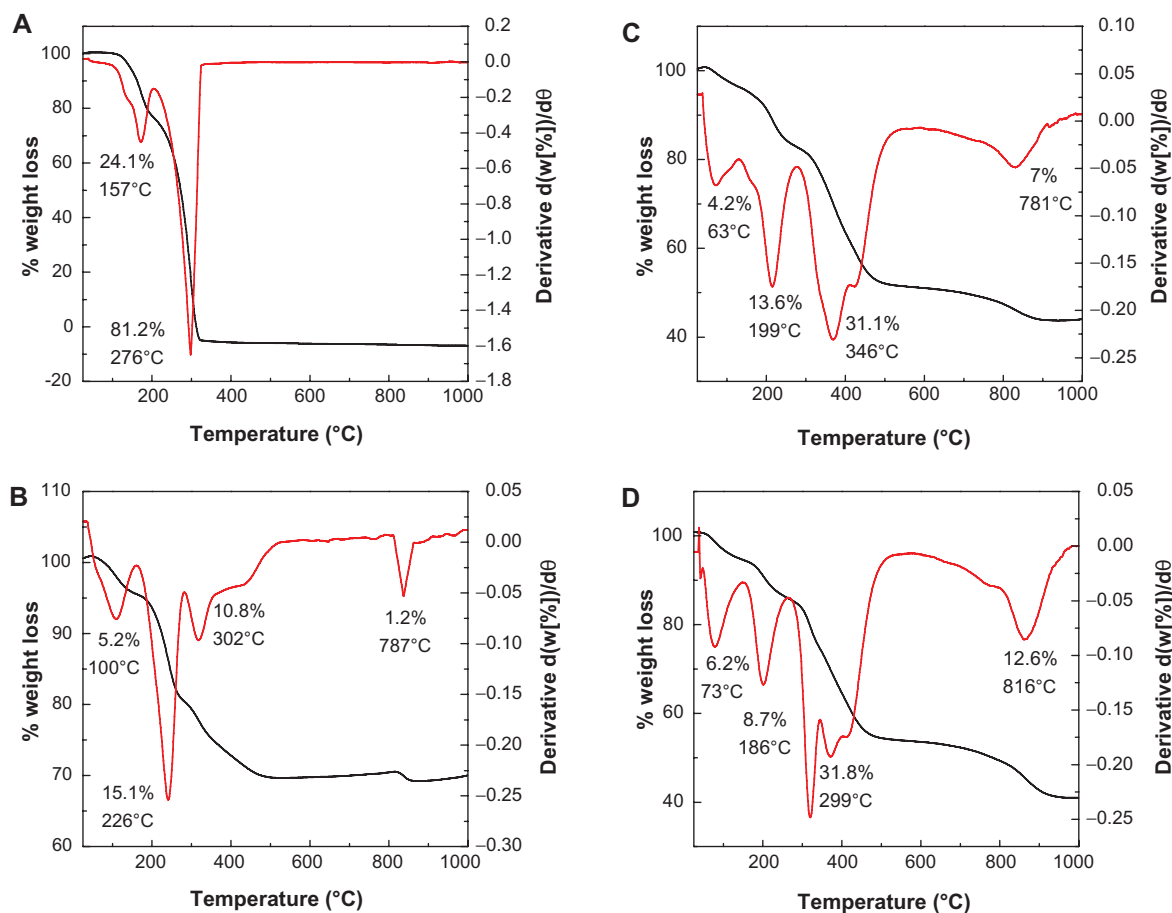 A
100
80
60
40
20
0
−20
% weight loss
24.1%
157°C
81.2%
276°C
0.2
0.0
−0.2
−0.4
−0.6
−0.8
−1.0
−1.2
−1.4
−1.6
−1.8
Derivative d(w[%])/dθ
200
400
600
800
1000
Temperature (°C)
C
100
80
60
40
% weight loss
4.2%
63°C
13.6%
199°C
31.1%
346°C
7%
781°C
0.10
0.05
0.00
−0.05
−0.10
−0.15
−0.20
−0.25
Derivative d(w[%])/dθ
200
400
600
800
1000
Temperature (°C)
B
110
100
90
80
70
60
% weight loss
5.2%
100°C
15.1%
226°C
10.8%
302°C
1.2%
787°C
0.05
0.00
−0.05
−0.10
−0.15
−0.20
−0.25
−0.30
Derivative d(w[%])/dθ
200
400
600
800
1000
Temperature (°C)
D
100
80
60
40
% weight loss
6.2%
73°C
8.7%
186°C
31.8%
299°C
12.6%
816°C
0.05
0.00
−0.05
−0.10
−0.15
−0.20
−0.25
Derivative d(w[%])/dθ
200
400
600
800
1000
Temperature (°C)